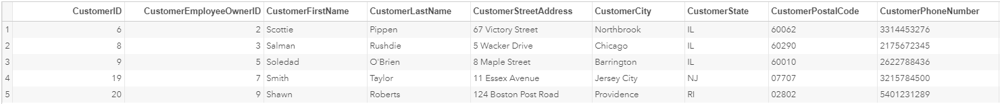 CustomerID CustomerEmployeeOwnerID CustomerFirstName CustomerLastName CustomerStreetAddress CustomerCity CustomerState CustomerPostalCode CustomerPhoneNumber
1 6 2 Scottie Pippen 67 Victory Street Northbrook IL 60062 3314453276
2 8 3 Salman Rushdie 5 Wacker Drive Chicago IL 60290 2175672345
3 9 5 Soledad O'Brien 8 Maple Street Barrington IL 60010 2622788436
4 19 7 Smith Taylor 11 Essex Avenue Jersey City NJ 07707 3215784500
5 20 9 Shawn Roberts 124 Boston Post Road Providence RI 02802 5401231289